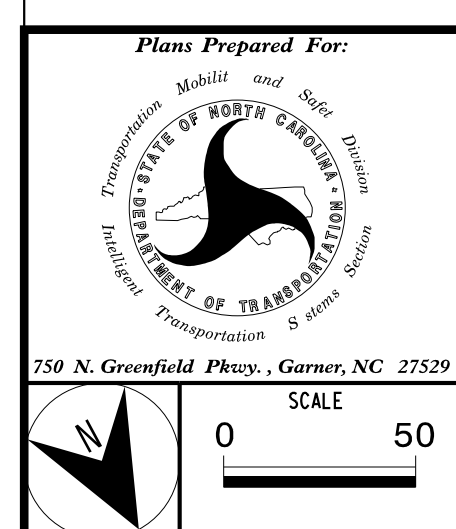 Plans Prepared For:
Transportation Mobilit and Safet Division
STATE OF NORTH CAROLINA
DEPARTMENT OF TRANSPORTATION
Intelligent Transportation S stems Section
750 N. Greenfield Pkwy. , Garner, NC 27529
N
SCALE
0 50